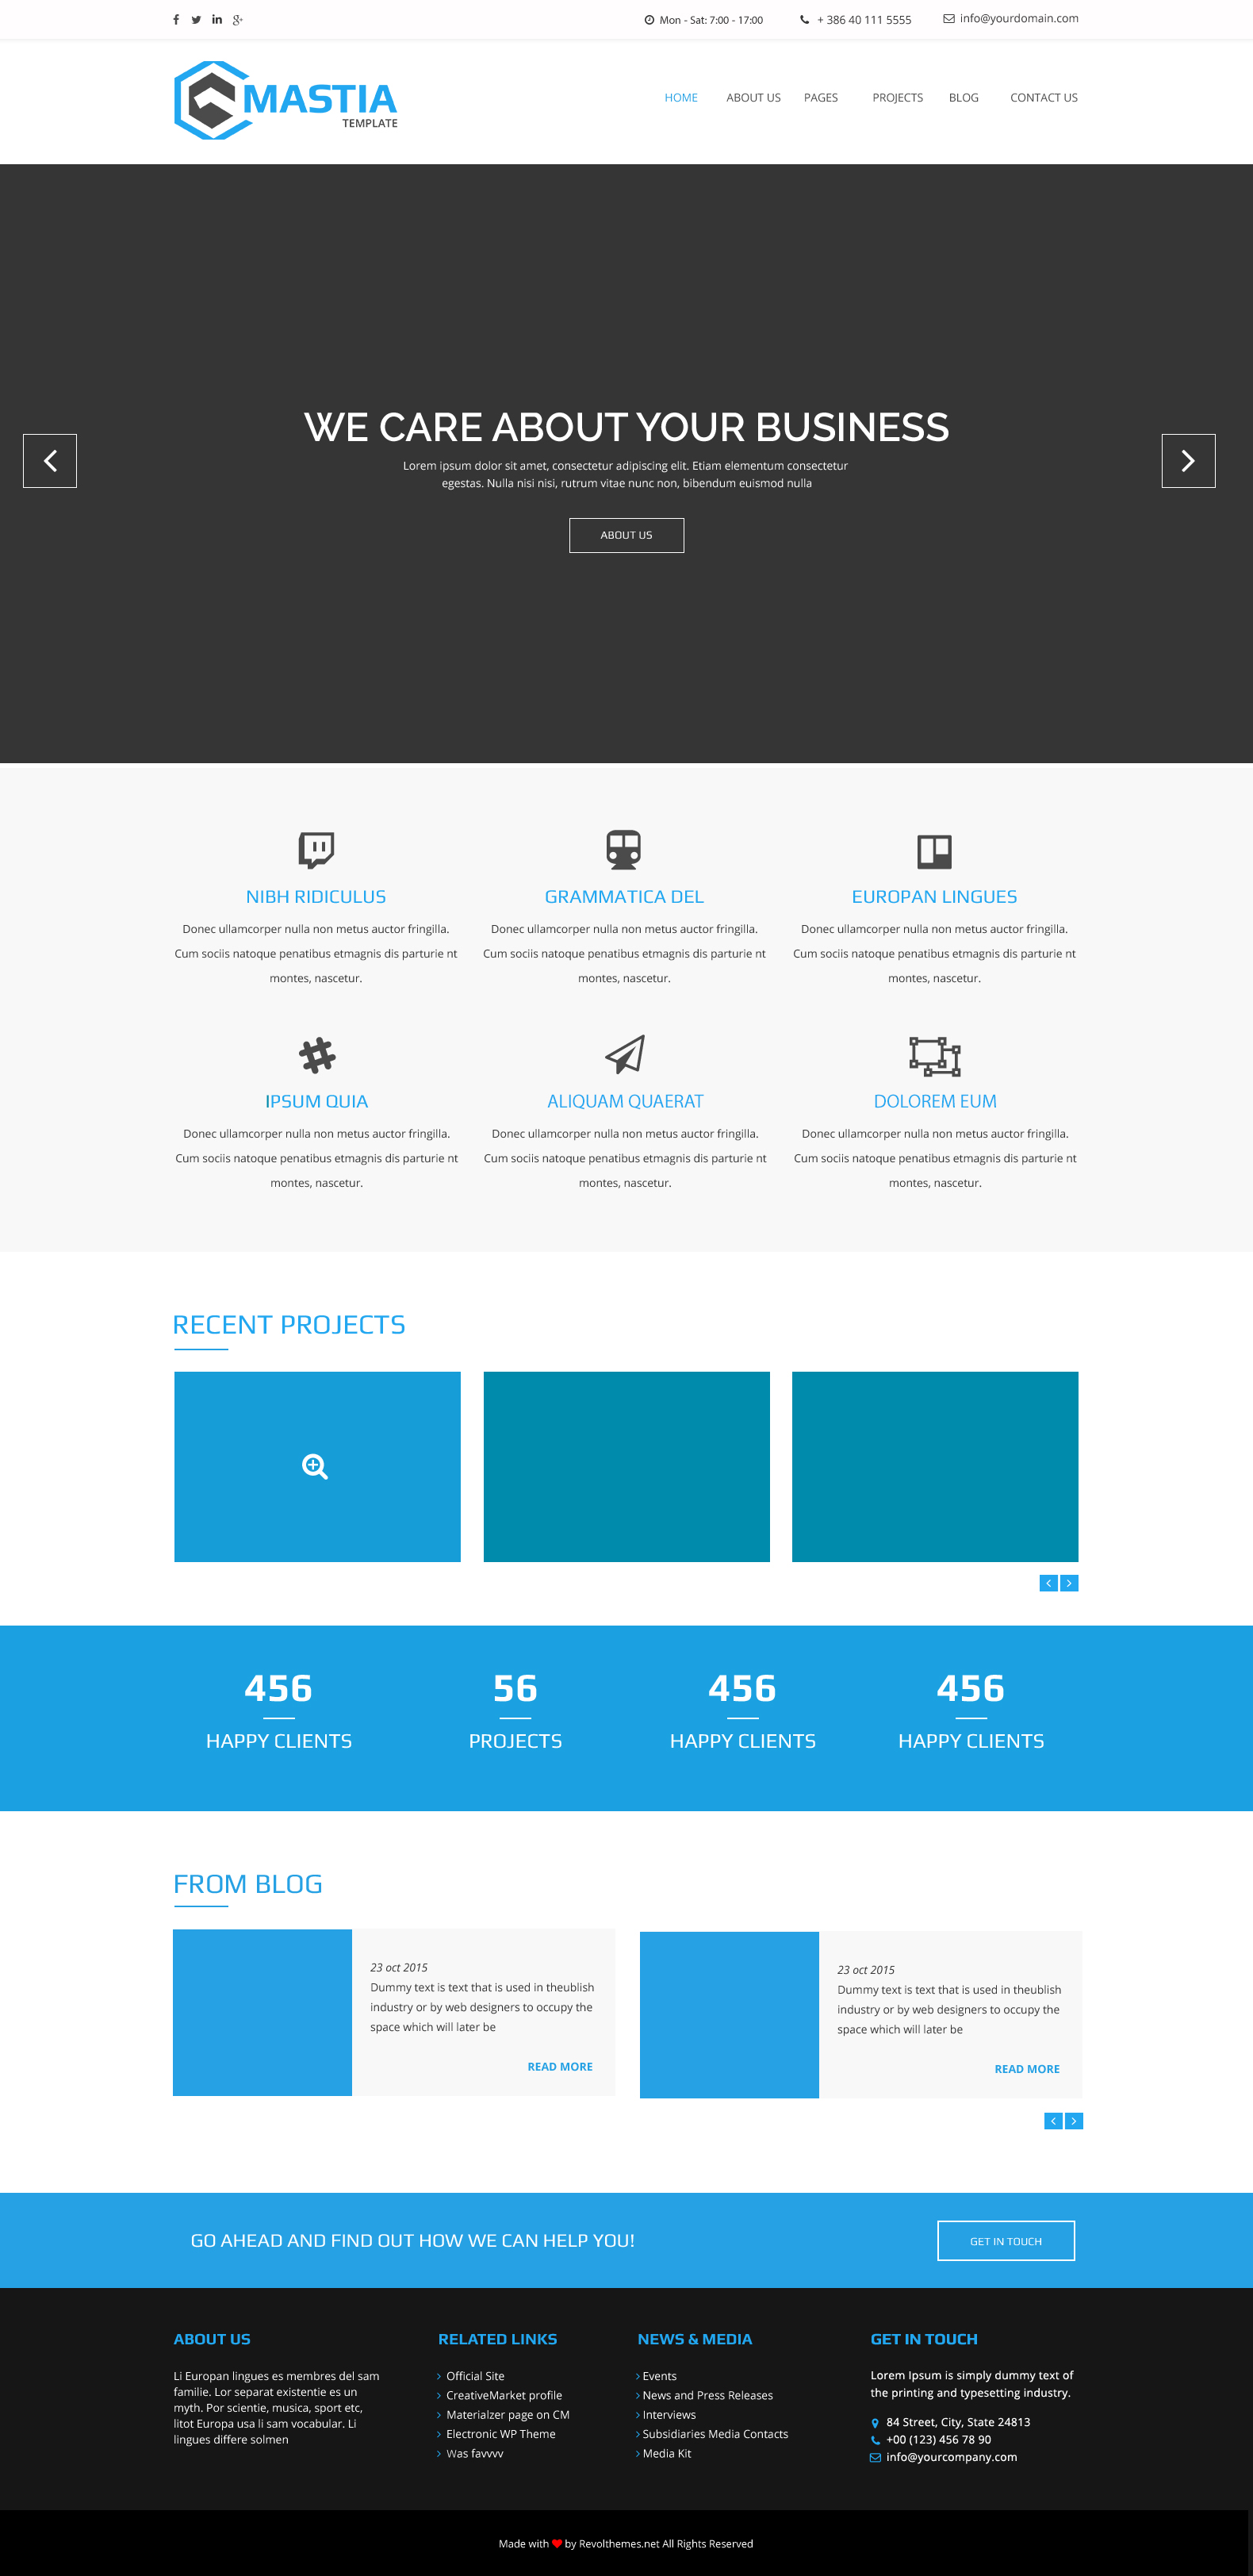 Mon - Sat: 7:00 - 17:00
+ 386 40 111 5555
info@yourdomain.com
MASTIA
TEMPLATE
HOME
ABOUT US
PAGES
PROJECTS
BLOG
CONTACT US
WE CARE ABOUT YOUR BUSINESS
Lorem ipsum dolor sit amet, consectetur adipiscing elit. Etiam elementum consectetur
egestas. Nulla nisi nisi, rutrum vitae nunc non, bibendum euismod nulla
ABOUT US
NIBH RIDICULUS
Donec ullamcorper nulla non metus auctor fringilla.
Cum sociis natoque penatibus etmagnis dis parturie nt
montes, nascetur.
GRAMMATICA DEL
Donec ullamcorper nulla non metus auctor fringilla.
Cum sociis natoque penatibus etmagnis dis parturie nt
montes, nascetur.
EUROPAN LINGUES
Donec ullamcorper nulla non metus auctor fringilla.
Cum sociis natoque penatibus etmagnis dis parturie nt
montes, nascetur.
IPSUM QUIA
Donec ullamcorper nulla non metus auctor fringilla.
Cum sociis natoque penatibus etmagnis dis parturie nt
montes, nascetur.
ALIQUAM QUAERAT
Donec ullamcorper nulla non metus auctor fringilla.
Cum sociis natoque penatibus etmagnis dis parturie nt
montes, nascetur.
DOLOREM EUM
Donec ullamcorper nulla non metus auctor fringilla.
Cum sociis natoque penatibus etmagnis dis parturie nt
montes, nascetur.
RECENT PROJECTS
456
HAPPY CLIENTS
56
PROJECTS
456
HAPPY CLIENTS
456
HAPPY CLIENTS
FROM BLOG
23 oct 2015
Dummy text is text that is used in theublish
industry or by web designers to occupy the
space which will later be
READ MORE
23 oct 2015
Dummy text is text that is used in theublish
industry or by web designers to occupy the
space which will later be
READ MORE
GO AHEAD AND FIND OUT HOW WE CAN HELP YOU!
GET IN TOUCH
ABOUT US
Li Europan lingues es membres del sam
familie. Lor separat existentie es un
myth. Por scientie, musica, sport etc,
litot Europa usa li sam vocabular. Li
lingues differe solmen
RELATED LINKS
Official Site
CreativeMarket profile
Materialzer page on CM
Electronic WP Theme
Was favvvv
NEWS & MEDIA
Events
News and Press Releases
Interviews
Subsidiaries Media Contacts
Media Kit
GET IN TOUCH
Lorem Ipsum is simply dummy text of
the printing and typesetting industry.
84 Street, City, State 24813
+00 (123) 456 78 90
info@yourcompany.com
Made with ❤ by Revolthemes.net All Rights Reserved